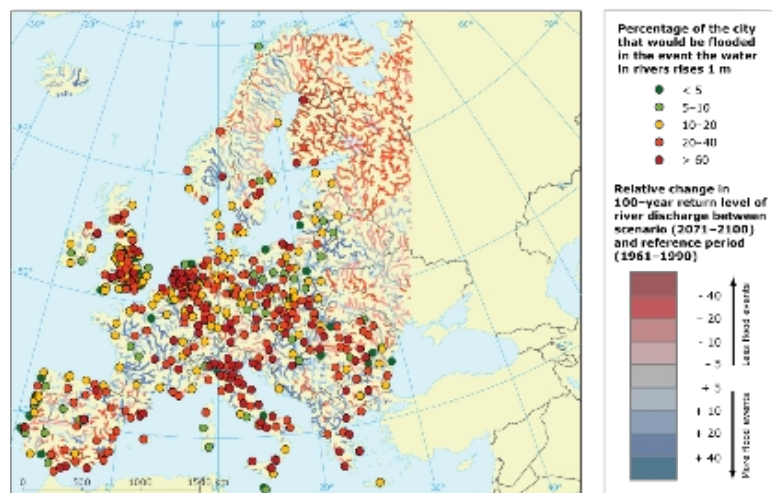 Percentage of the city
that would be flooded
in the event the water
in rivers rises 1 m
< 5
5–10
10–20
20–40
> 60
Relative change in
100-year return level of
river discharge between
scenario (2071–2100)
and reference period
(1961–1990)
- 40
- 20
- 10
- 5
+ 5
+ 10
+ 20
+ 40
Less flood events
More flood events
0 500 1000 1500 km